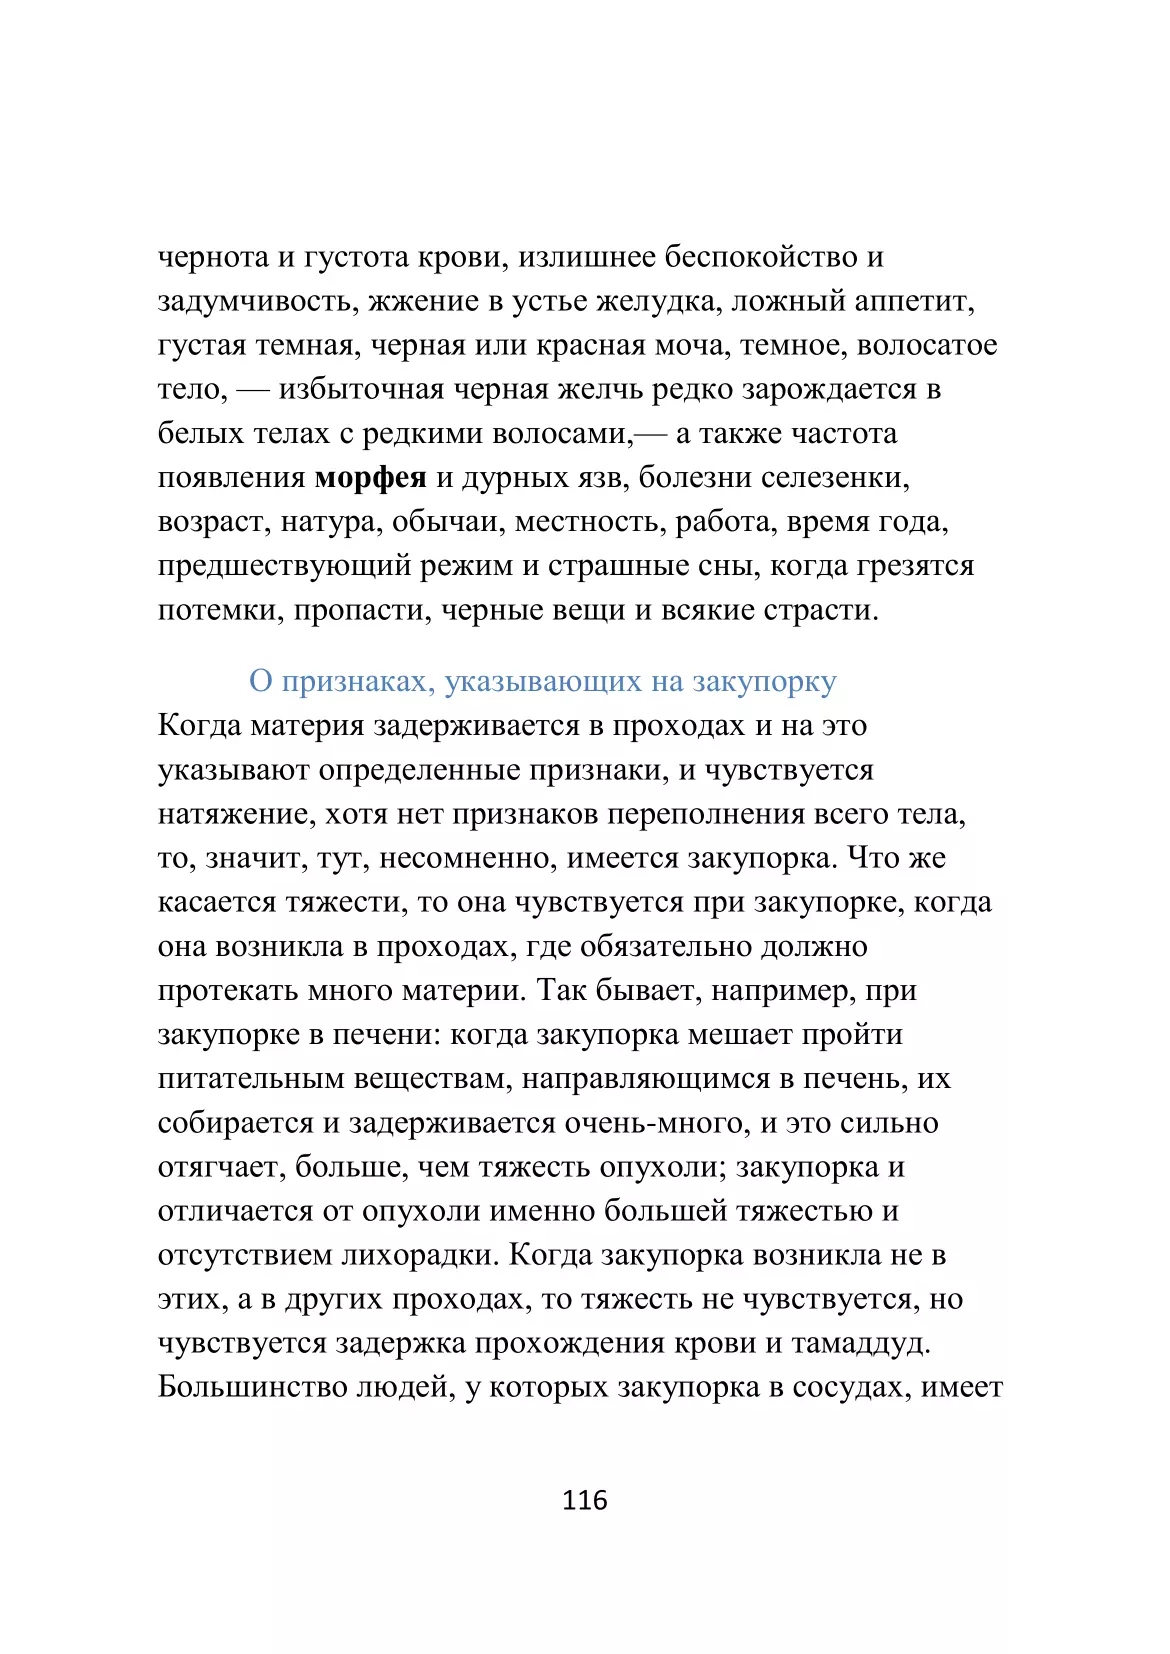 чернота и густота крови, излишнее беспокойство и
задумчивость, жжение в устье желудка, ложный аппетит,
густая темная, черная или красная моча, темное, волосатое
тело, — избыточная черная желчь редко зарождается в
белых телах с редкими волосами,— а также частота
появления морфея и дурных язв, болезни селезенки,
возраст, натура, обычаи, местность, работа, время года,
предшествующий режим и страшные сны, когда грезятся
потемки, пропасти, черные вещи и всякие страсти.
О признаках, указывающих на закупорку
Когда материя задерживается в проходах и на это
указывают определенные признаки, и чувствуется
натяжение, хотя нет признаков переполнения всего тела,
то, значит, тут, несомненно, имеется закупорка. Что же
касается тяжести, то она чувствуется при закупорке, когда
она возникла в проходах, где обязательно должно
протекать много материи. Так бывает, например, при
закупорке в печени: когда закупорка мешает пройти
питательным веществам, направляющимся в печень, их
собирается и задерживается очень-много, и это сильно
отягчает, больше, чем тяжесть опухоли; закупорка и
отличается от опухоли именно большей тяжестью и
отсутствием лихорадки. Когда закупорка возникла не в
этих, а в других проходах, то тяжесть не чувствуется, но
чувствуется задержка прохождения крови и тамаддуд.
Большинство людей, у которых закупорка в сосудах, имеет
116